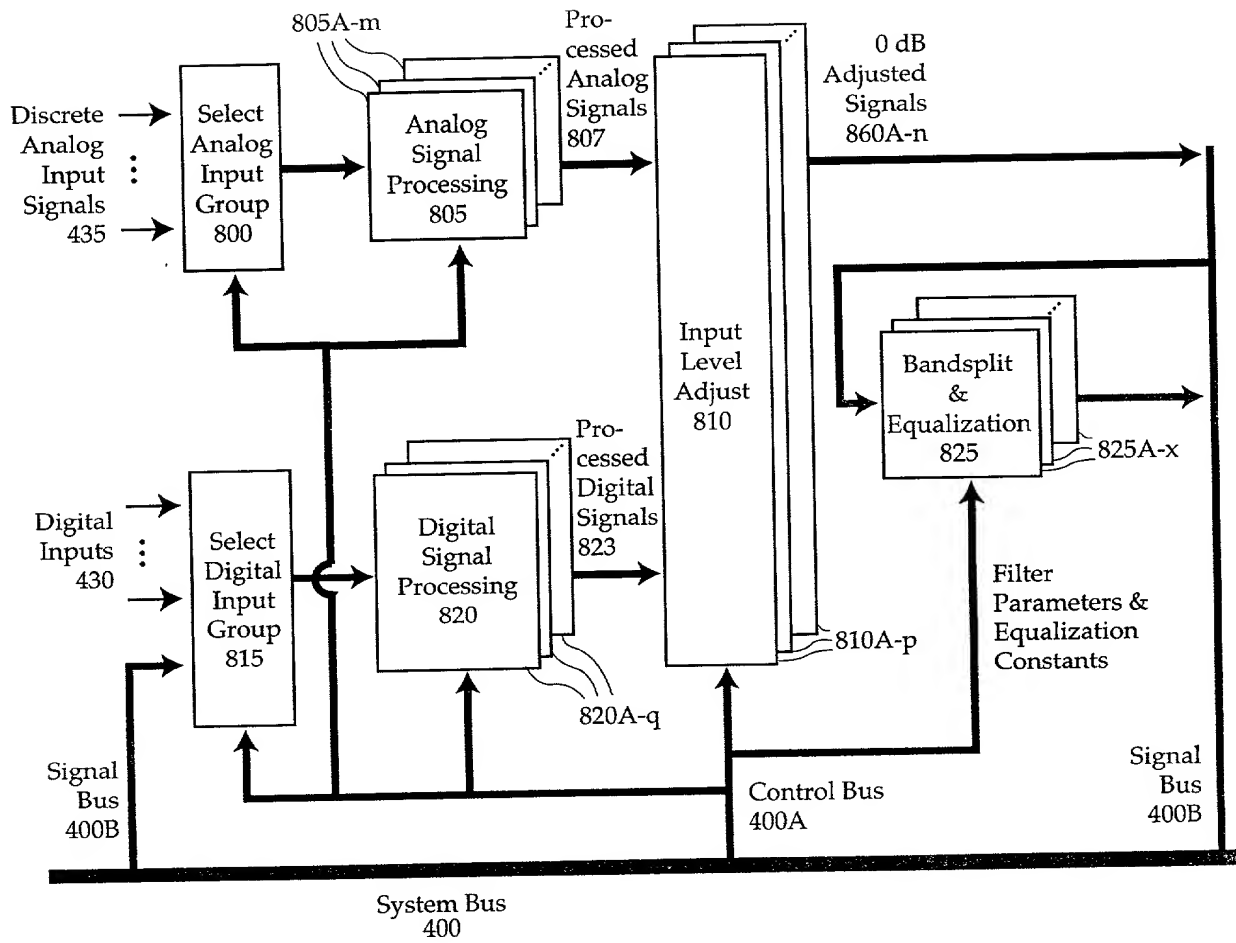 805A-m
Pro-
cessed
Analog
Signals
807
0 dB
Adjusted
Signals
860A-n
Discrete
Analog
Input
Signals
435
Select
Analog
Input
Group
800
Analog
Signal
Processing
805
Input
Level
Adjust
810
Bandsplit
&
Equalization
825
825A-x
Pro-
cessed
Digital
Signals
823
Digital
Inputs
430
Select
Digital
Input
Group
815
Digital
Signal
Processing
820
Filter
Parameters &
Equalization
Constants
810A-p
820A-q
Signal
Bus
400B
Control Bus
400A
Signal
Bus
400B
System Bus
400